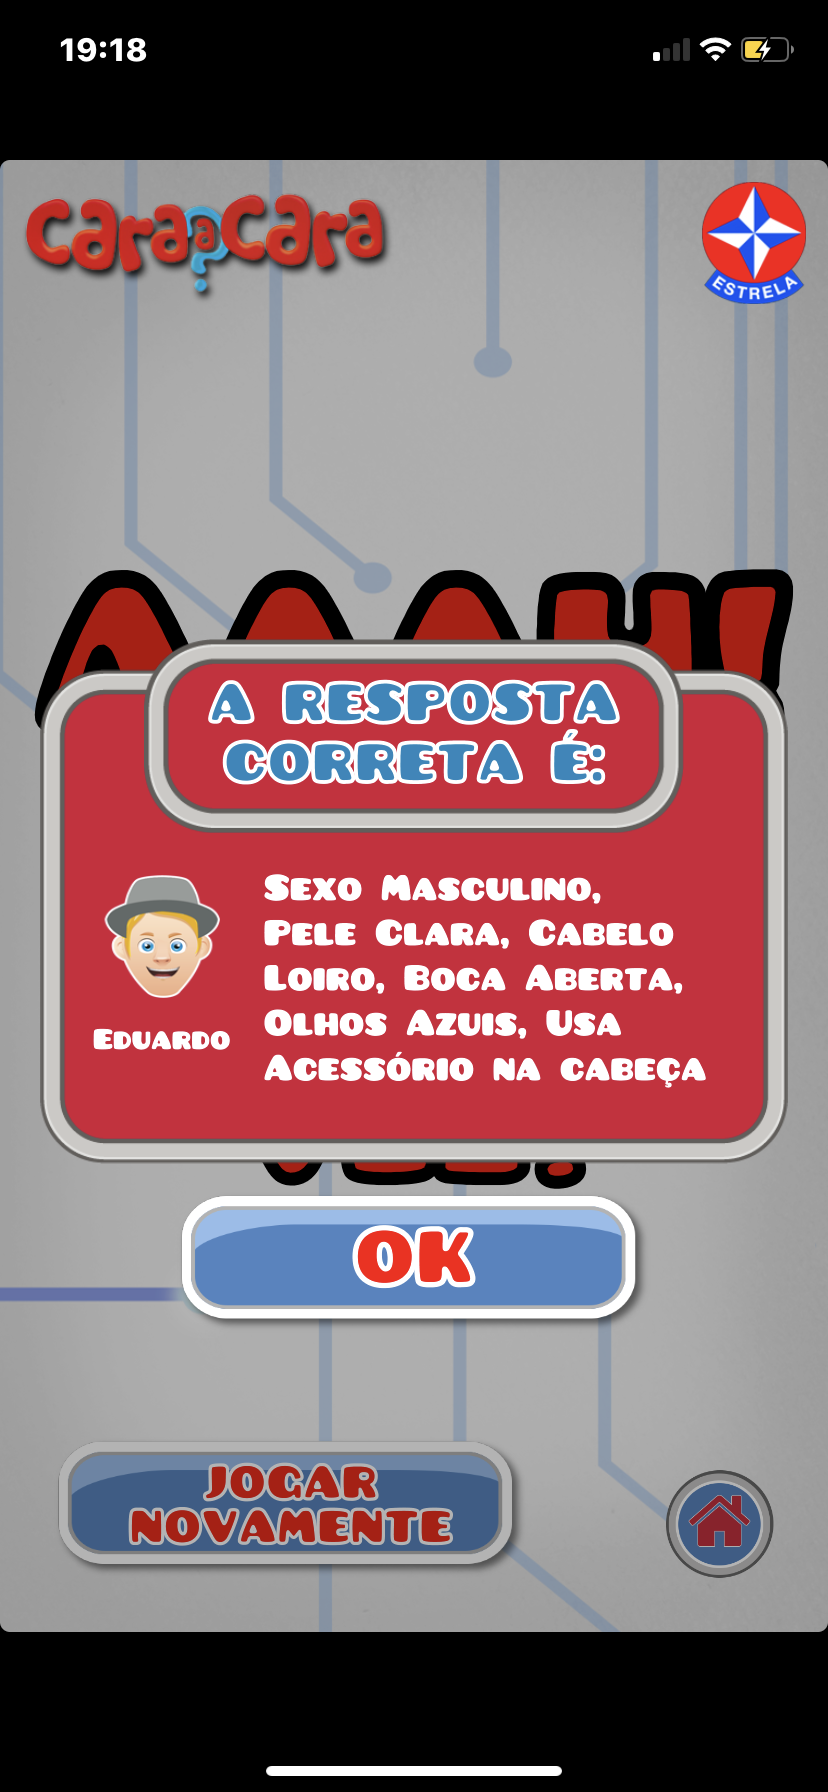 19:18
Cara a Cara
ESTRELA
A RESPOSTA
CORRETA É:
Sexo Masculino,
Pele Clara, Cabelo
Loiro, Boca Aberta,
Olhos Azuis, Usa
Acessório na cabeça
Eduardo
OK
JOGAR
NOVAMENTE